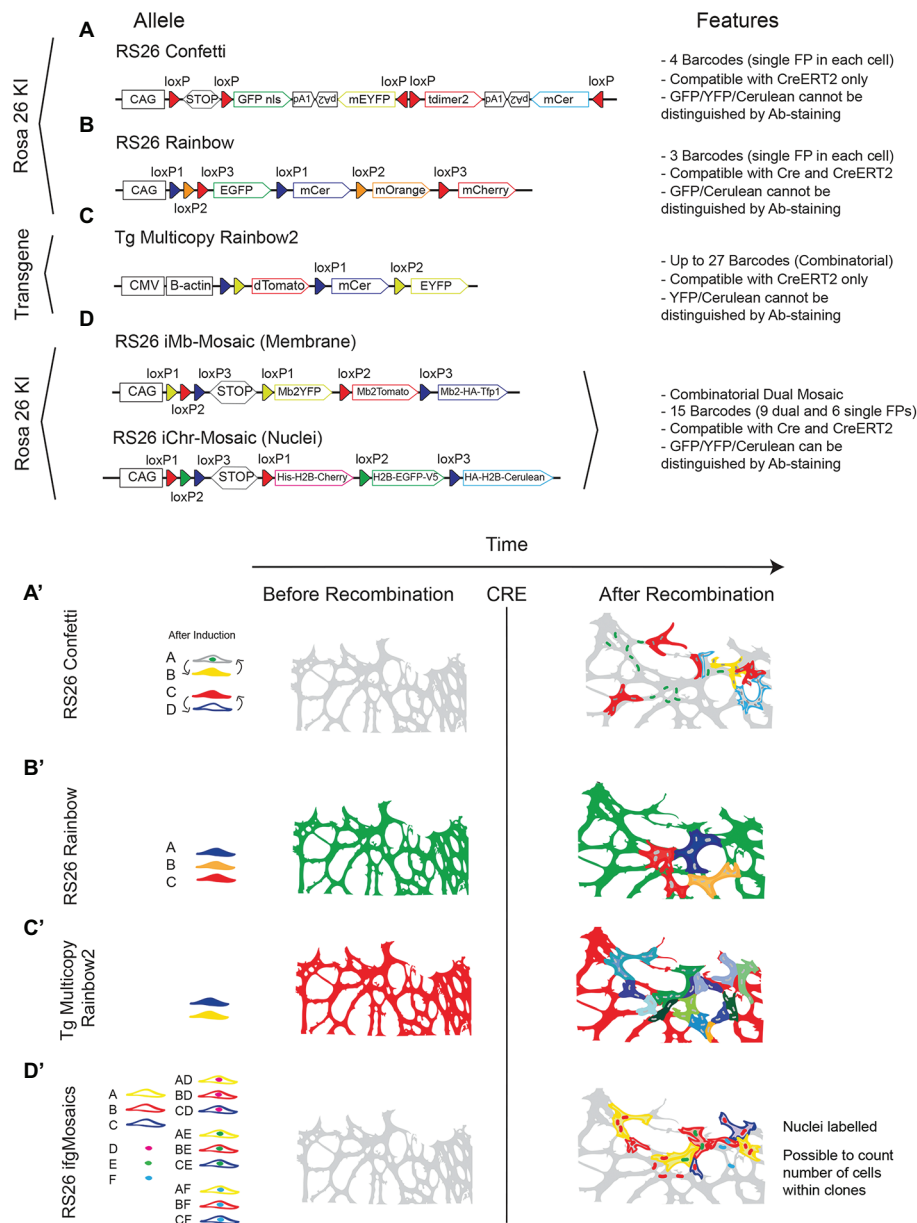 Allele
Features
A
RS26 Confetti
loxP loxP loxP loxP loxP
CAG STOP GFP nls pA1 pA2 mEYFP tdimer2 pA1 pA2 mCer
- 4 Barcodes (single FP in each cell)
- Compatible with CreERT2 only
- GFP/YFP/Cerulean cannot be
distinguished by Ab-staining
Rosa 26 KI
B
RS26 Rainbow
loxP1 loxP3 loxP1 loxP2 loxP3
CAG EGFP mCer mOrange mCherry
loxP2
- 3 Barcodes (single FP in each cell)
- Compatible with Cre and CreERT2
- GFP/Cerulean cannot be
distinguished by Ab-staining
C
Transgene
Tg Multicopy Rainbow2
loxP1 loxP2
CMV B-actin dTomato mCer EYFP
- Up to 27 Barcodes (Combinatorial)
- Compatible with CreERT2 only
- YFP/Cerulean cannot be
distinguished by Ab-staining
D
Rosa 26 KI
RS26 iMb-Mosaic (Membrane)
loxP1 loxP3 loxP1 loxP2 loxP3
CAG STOP Mb2YFP Mb2Tomato Mb2-HA-Tfp1
loxP2
RS26 iChr-Mosaic (Nuclei)
loxP1 loxP3 loxP1 loxP2 loxP3
CAG STOP His-H2B-Cherry H2B-EGFP-V5 HA-H2B-Cerulean
loxP2
- Combinatorial Dual Mosaic
- 15 Barcodes (9 dual and 6 single FPs)
- Compatible with Cre and CreERT2
- GFP/YFP/Cerulean can be
distinguished by Ab-staining
Time
Before Recombination CRE After Recombination
A'
RS26 Confetti
After Induction
A
B
C
D
B'
RS26 Rainbow
A
B
C
C'
Tg Multicopy
Rainbow2
D'
RS26 ifgMosaics
A
B
C
D
E
F
AD
BD
CD
AE
BE
CE
AF
BF
CF
Nuclei labelled
Possible to count
number of cells
within clones